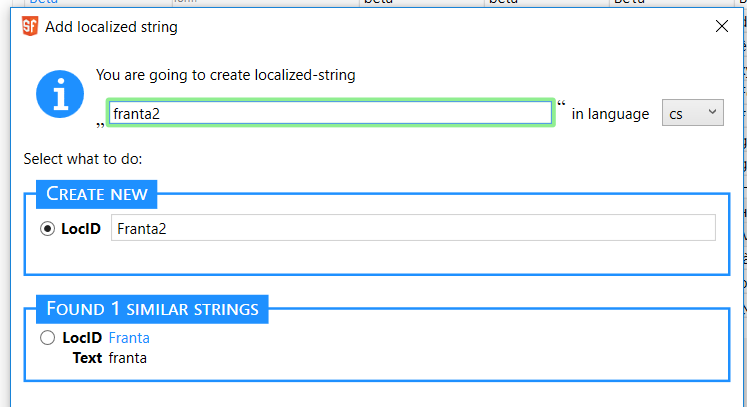 Beta beta beta Beta
SF Add localized string
You are going to create localized-string
„franta2“ in language cs
Select what to do:
CREATE NEW
LocID Franta2
FOUND 1 SIMILAR STRINGS
LocID Franta
Text franta